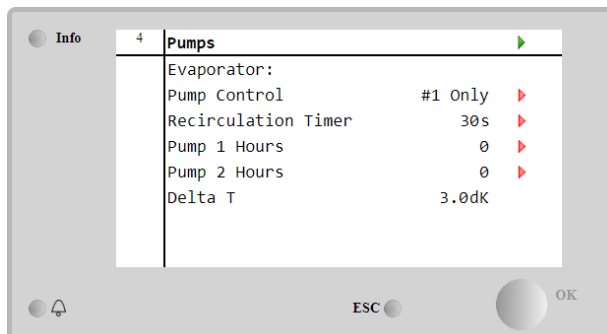 Info
4 Pumps
Evaporator:
Pump Control #1 Only
Recirculation Timer 30s
Pump 1 Hours 0
Pump 2 Hours 0
Delta T 3.0dK
ESC
OK